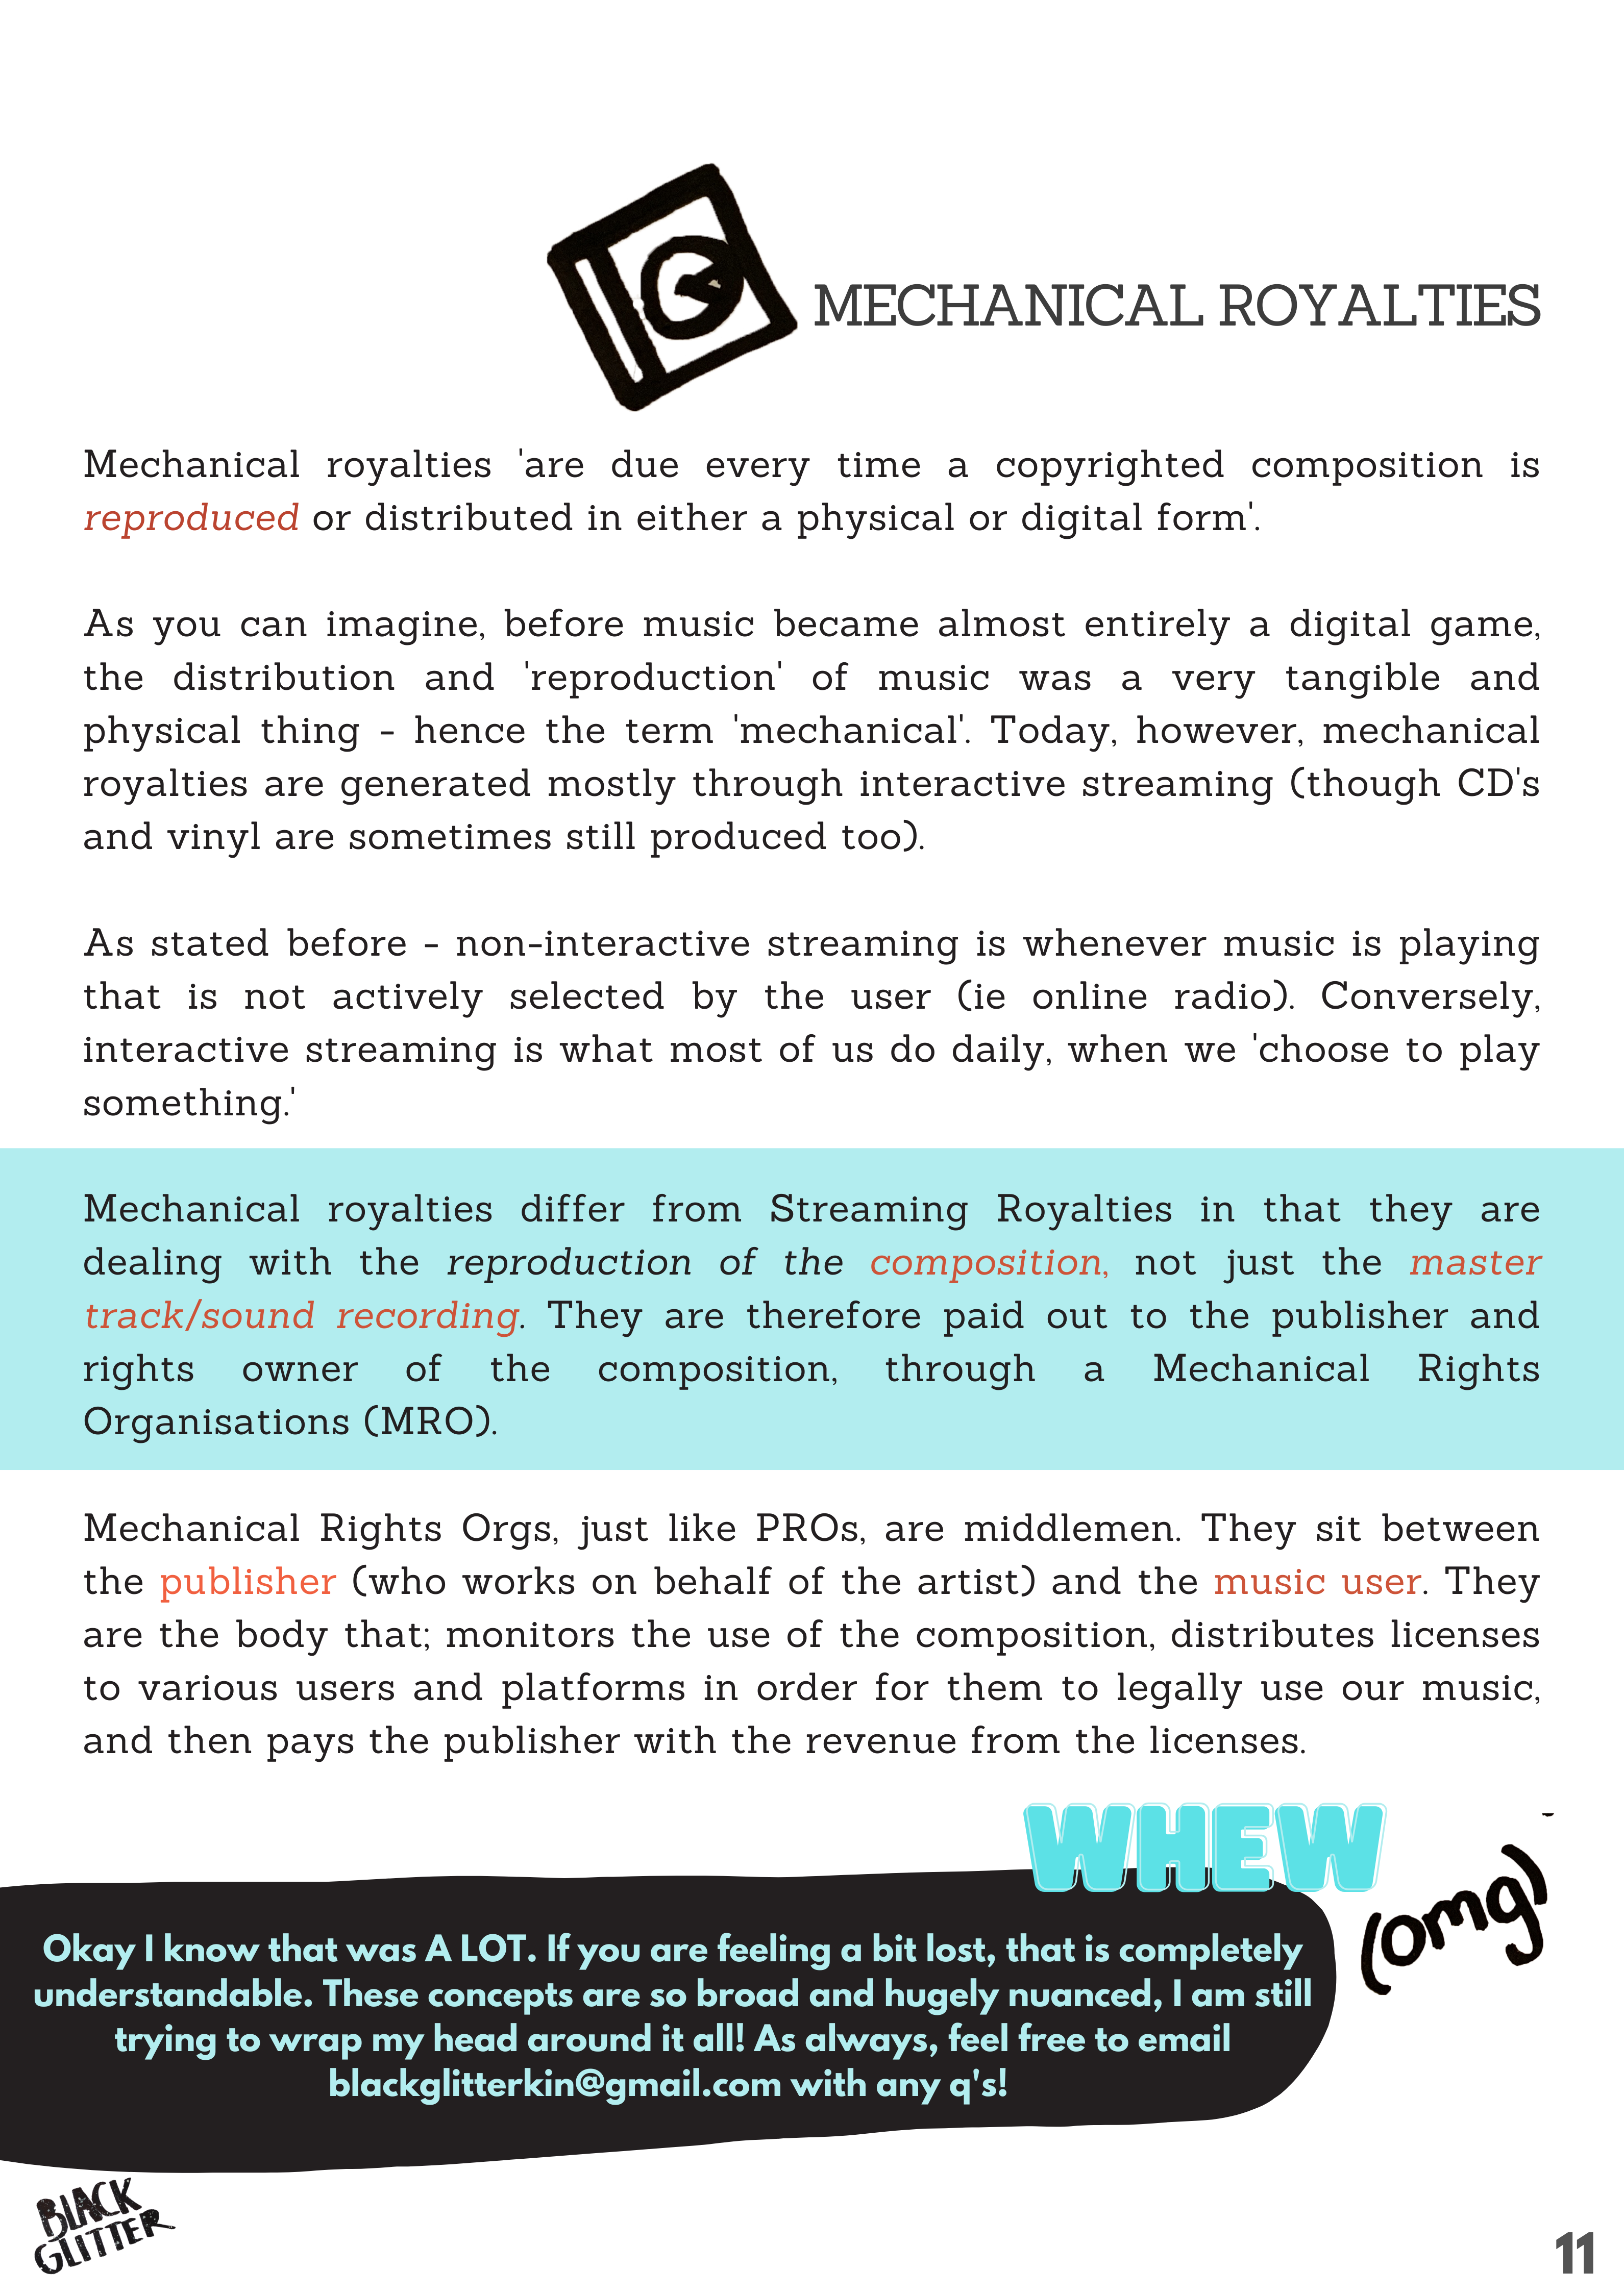 MECHANICAL ROYALTIES
Mechanical royalties 'are due every time a copyrighted composition is
reproduced or distributed in either a physical or digital form'.
As you can imagine, before music became almost entirely a digital game,
the distribution and 'reproduction' of music was a very tangible and
physical thing - hence the term 'mechanical'. Today, however, mechanical
royalties are generated mostly through interactive streaming (though CD's
and vinyl are sometimes still produced too).
As stated before - non-interactive streaming is whenever music is playing
that is not actively selected by the user (ie online radio). Conversely,
interactive streaming is what most of us do daily, when we 'choose to play
something.'
Mechanical royalties differ from Streaming Royalties in that they are
dealing with the reproduction of the composition, not just the master
track/sound recording. They are therefore paid out to the publisher and
rights owner of the composition, through a Mechanical Rights
Organisations (MRO).
Mechanical Rights Orgs, just like PROs, are middlemen. They sit between
the publisher (who works on behalf of the artist) and the music user. They
are the body that; monitors the use of the composition, distributes licenses
to various users and platforms in order for them to legally use our music,
and then pays the publisher with the revenue from the licenses.
WHEW
(omg)
Okay I know that was A LOT. If you are feeling a bit lost, that is completely
understandable. These concepts are so broad and hugely nuanced, I am still
trying to wrap my head around it all! As always, feel free to email
blackglitterkin@gmail.com with any q's!
BLACK
GLITTER
11